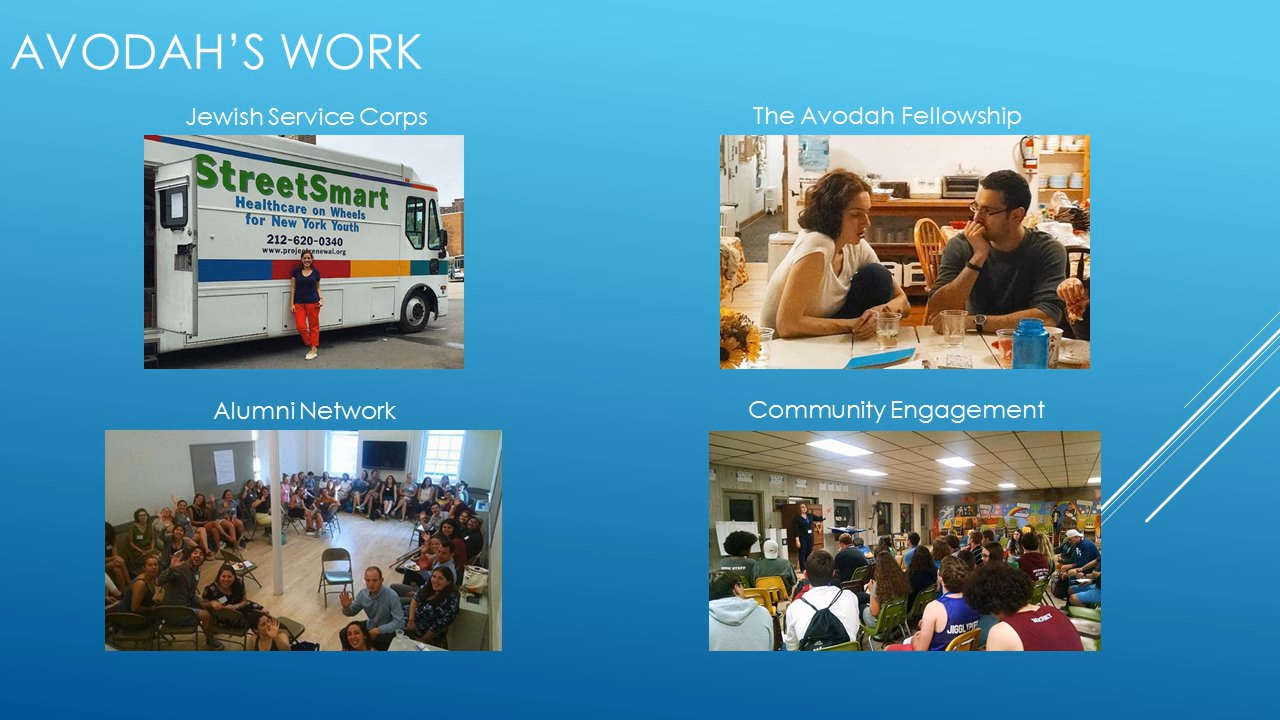 AVODAH’S WORK
Jewish Service Corps
The Avodah Fellowship
StreetSmart
Healthcare on Wheels
for New York Youth
212-620-0340
www.projectrenewal.org
Alumni Network
Community Engagement
JIGGLYPUFF